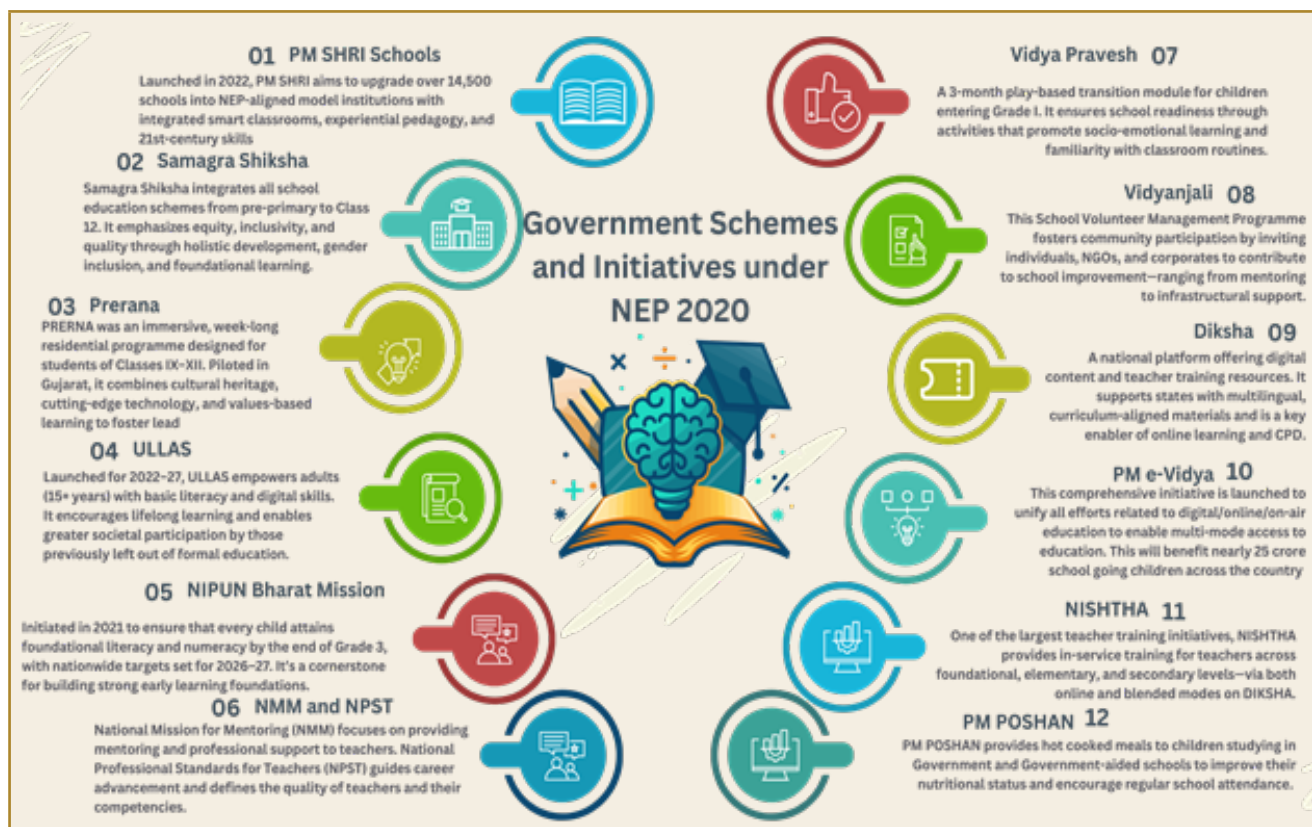 01 PM SHRI Schools
Launched in 2022, PM SHRI aims to upgrade over 14,500
schools into NEP-aligned model institutions with
integrated smart classrooms, experiential pedagogy, and
21st-century skills
02 Samagra Shiksha
Samagra Shiksha integrates all school
education schemes from pre-primary to Class
12. It emphasizes equity, inclusivity, and
quality through holistic development, gender
inclusion, and foundational learning.
03 Prerana
PRERNA was an immersive, week-long
residential programme designed for
students of Classes IX–XII. Piloted in
Gujarat, it combines cultural heritage,
cutting-edge technology, and values-based
learning to foster lead
04 ULLAS
Launched for 2022–27, ULLAS empowers adults
(15+ years) with basic literacy and digital skills.
It encourages lifelong learning and enables
greater societal participation by those
previously left out of formal education.
05 NIPUN Bharat Mission
Initiated in 2021 to ensure that every child attains
foundational literacy and numeracy by the end of Grade 3,
with nationwide targets set for 2026–27. It's a cornerstone
for building strong early learning foundations.
06 NMM and NPST
National Mission for Mentoring (NMM) focuses on providing
mentoring and professional support to teachers. National
Professional Standards for Teachers (NPST) guides career
advancement and defines the quality of teachers and their
competencies.
Government Schemes
and Initiatives under
NEP 2020
Vidya Pravesh 07
A 3-month play-based transition module for children
entering Grade I. It ensures school readiness through
activities that promote socio-emotional learning and
familiarity with classroom routines.
Vidyanjali 08
This School Volunteer Management Programme
fosters community participation by inviting
individuals, NGOs, and corporates to contribute
to school improvement—ranging from mentoring
to infrastructural support.
Diksha 09
A national platform offering digital
content and teacher training resources. It
supports states with multilingual,
curriculum-aligned materials and is a key
enabler of online learning and CPD.
PM e-Vidya 10
This comprehensive initiative is launched to
unify all efforts related to digital/online/on-air
education to enable multi-mode access to
education. This will benefit nearly 25 crore
school going children across the country
NISHTHA 11
One of the largest teacher training initiatives, NISHTHA
provides in-service training for teachers across
foundational, elementary, and secondary levels—via both
online and blended modes on DIKSHA.
PM POSHAN 12
PM POSHAN provides hot cooked meals to children studying in
Government and Government-aided schools to improve their
nutritional status and encourage regular school attendance.